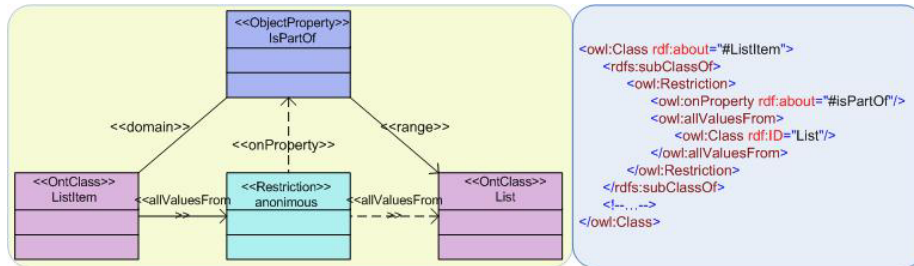 <<ObjectProperty>>
IsPartOf
<<domain>>
<<range>>
<<onProperty>>
<<OntClass>>
ListItem
<<allValuesFrom
>>
<<Restriction>>
anonimous
<<allValuesFrom
>>
<<OntClass>>
List
<owl:Class rdf:about="#ListItem">
<rdfs:subClassOf>
<owl:Restriction>
<owl:onProperty rdf:about="#isPartOf"/>
<owl:allValuesFrom>
<owl:Class rdf:ID="List"/>
</owl:allValuesFrom>
</owl:Restriction>
</rdfs:subClassOf>
<!--...-->
</owl:Class>